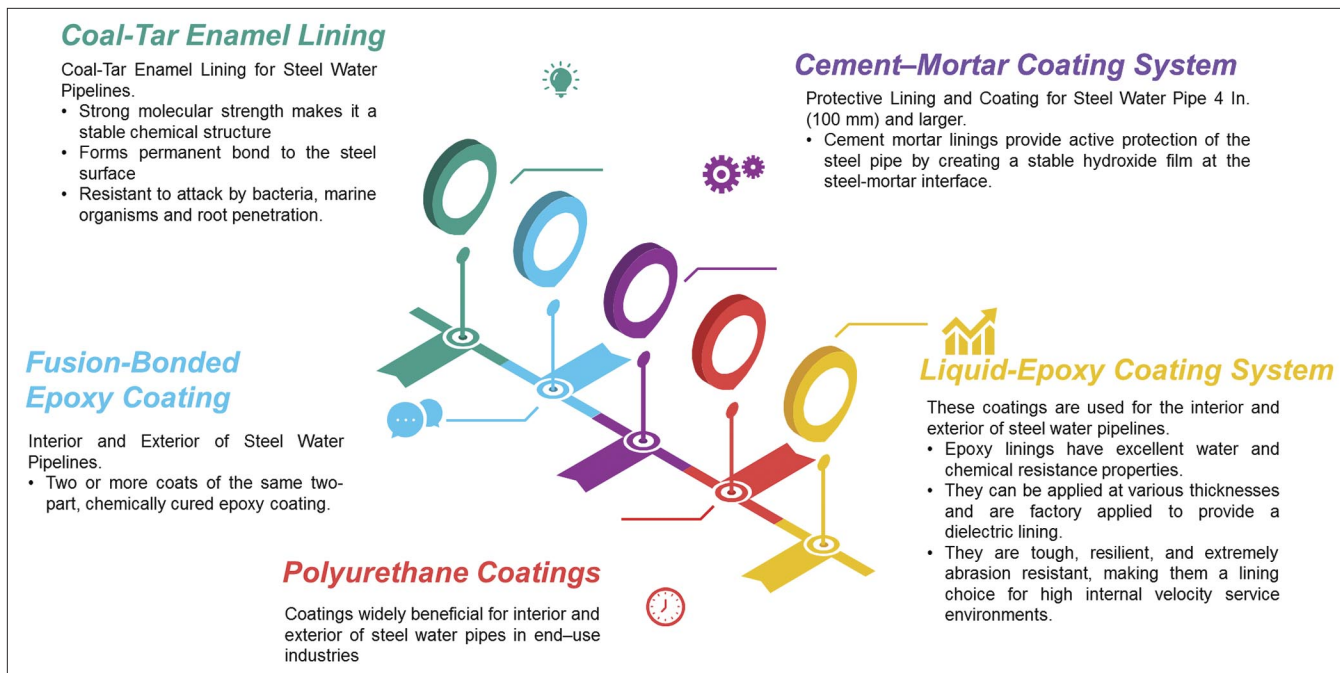 Coal-Tar Enamel Lining
Coal-Tar Enamel Lining for Steel Water
Pipelines.
• Strong molecular strength makes it a
stable chemical structure
• Forms permanent bond to the steel
surface
• Resistant to attack by bacteria, marine
organisms and root penetration.
Cement–Mortar Coating System
Protective Lining and Coating for Steel Water Pipe 4 In.
(100 mm) and larger.
• Cement mortar linings provide active protection of the
steel pipe by creating a stable hydroxide film at the
steel-mortar interface.
Fusion-Bonded
Epoxy Coating
Interior and Exterior of Steel Water
Pipelines.
• Two or more coats of the same two-
part, chemically cured epoxy coating.
Liquid-Epoxy Coating System
These coatings are used for the interior and
exterior of steel water pipelines.
• Epoxy linings have excellent water and
chemical resistance properties.
• They can be applied at various thicknesses
and are factory applied to provide a
dielectric lining.
• They are tough, resilient, and extremely
abrasion resistant, making them a lining
choice for high internal velocity service
environments.
Polyurethane Coatings
Coatings widely beneficial for interior and
exterior of steel water pipes in end–use
industries